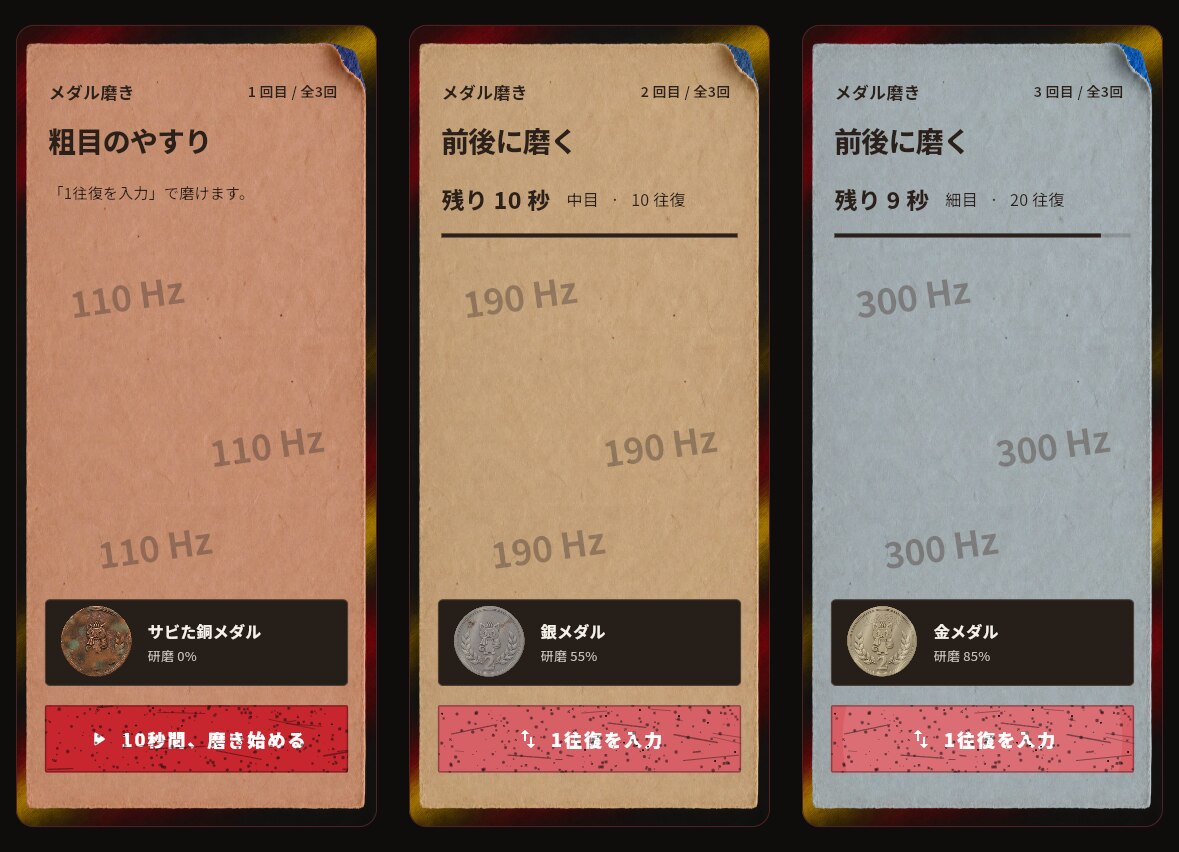 メダル磨き
1 回目 / 全3回
粗目のやすり
「1往復を入力」で磨けます。
110 Hz
110 Hz
110 Hz
サビた銅メダル
研磨 0%
10秒間、磨き始める
メダル磨き
2 回目 / 全3回
前後に磨く
残り 10 秒 中目 · 10 往復
190 Hz
190 Hz
190 Hz
銀メダル
研磨 55%
1往復を入力
メダル磨き
3 回目 / 全3回
前後に磨く
残り 9 秒 細目 · 20 往復
300 Hz
300 Hz
300 Hz
金メダル
研磨 85%
1往復を入力